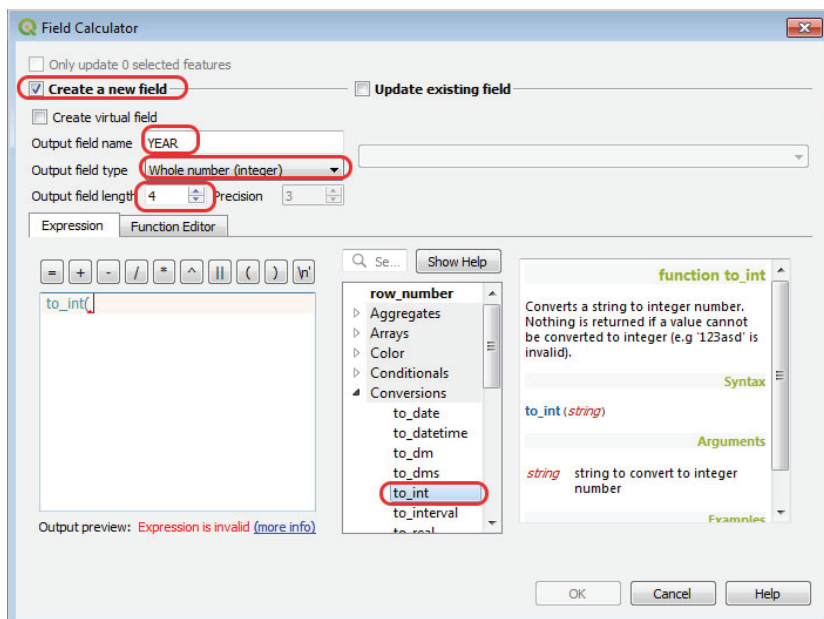 Field Calculator
Only update 0 selected features
Create a new field
Update existing field
Create virtual field
Output field name YEAR
Output field type Whole number (integer)
Output field length 4 Precision 3
Expression Function Editor
= + - / * ^ || ( ) \n'
Se... Show Help
to_int(
row_number
Aggregates
Arrays
Color
Conditionals
Conversions
to_date
to_datetime
to_dm
to_dms
to_int
to_interval
to_real
function to_int
Converts a string to integer number.
Nothing is returned if a value cannot
be converted to integer (e.g '123asd' is
invalid).
Syntax
to_int (string)
Arguments
string string to convert to integer
number
Examples
Output preview: Expression is invalid (more info)
OK Cancel Help